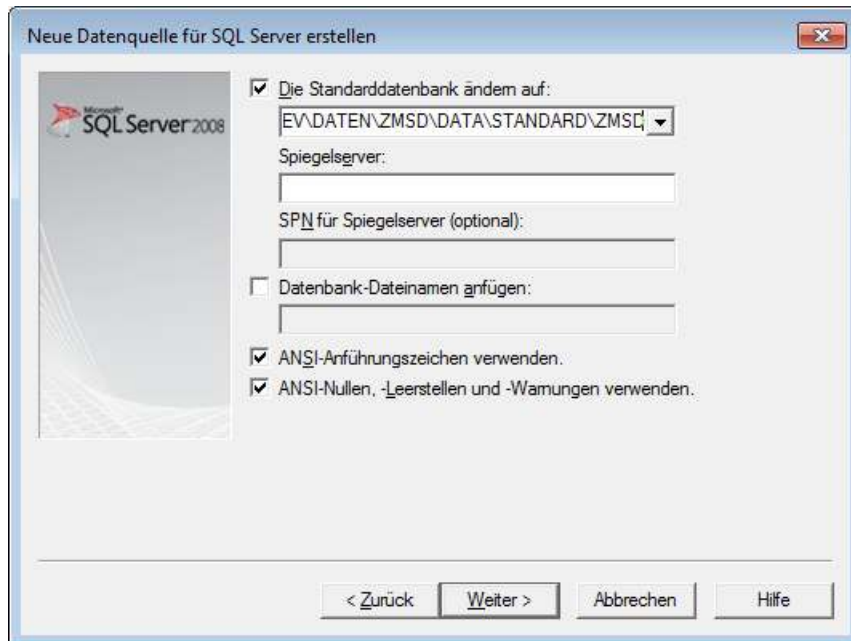 Neue Datenquelle für SQL Server erstellen
Microsoft
SQL Server 2008
Die Standarddatenbank ändern auf:
EV\DATEN\ZMSD\DATA\STANDARD\ZMSD
Spiegelserver:
SPN für Spiegelserver (optional):
Datenbank-Dateinamen anfügen:
ANSI-Anführungszeichen verwenden.
ANSI-Nullen, -Leerstellen und -Warnungen verwenden.
< Zurück
Weiter >
Abbrechen
Hilfe